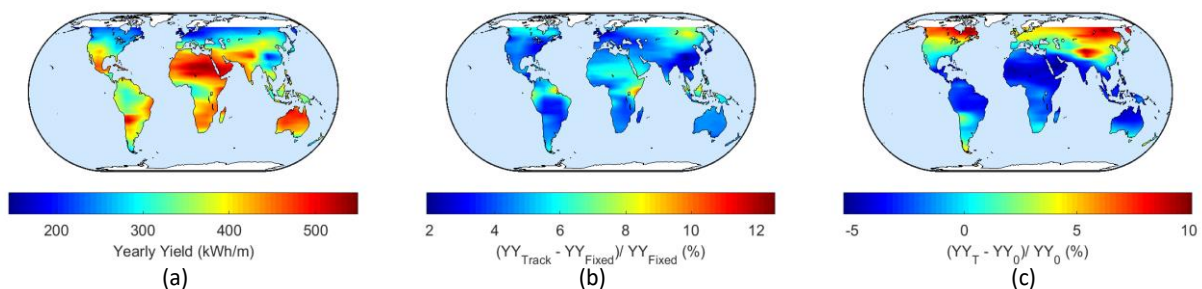 200 300 400 500
Yearly Yield (kWh/m)
(a)
2 4 6 8 10 12
(YY_Track - YY_Fixed)/ YY_Fixed (%)
(b)
-5 0 5 10
(YY_T - YY_0)/ YY_0 (%)
(c)